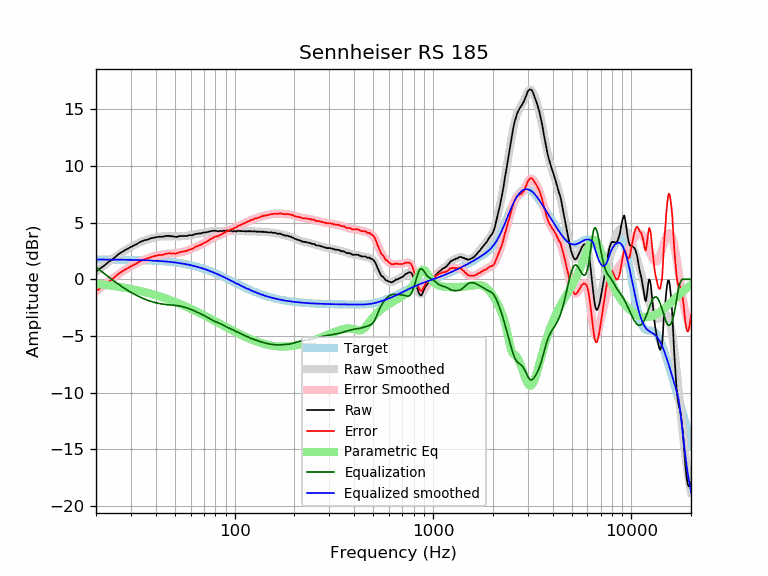 Sennheiser RS 185
Amplitude (dBr)
15
10
5
0
−5
−10
−15
−20
Target
Raw Smoothed
Error Smoothed
Raw
Error
Parametric Eq
Equalization
Equalized smoothed
100
1000
10000
Frequency (Hz)